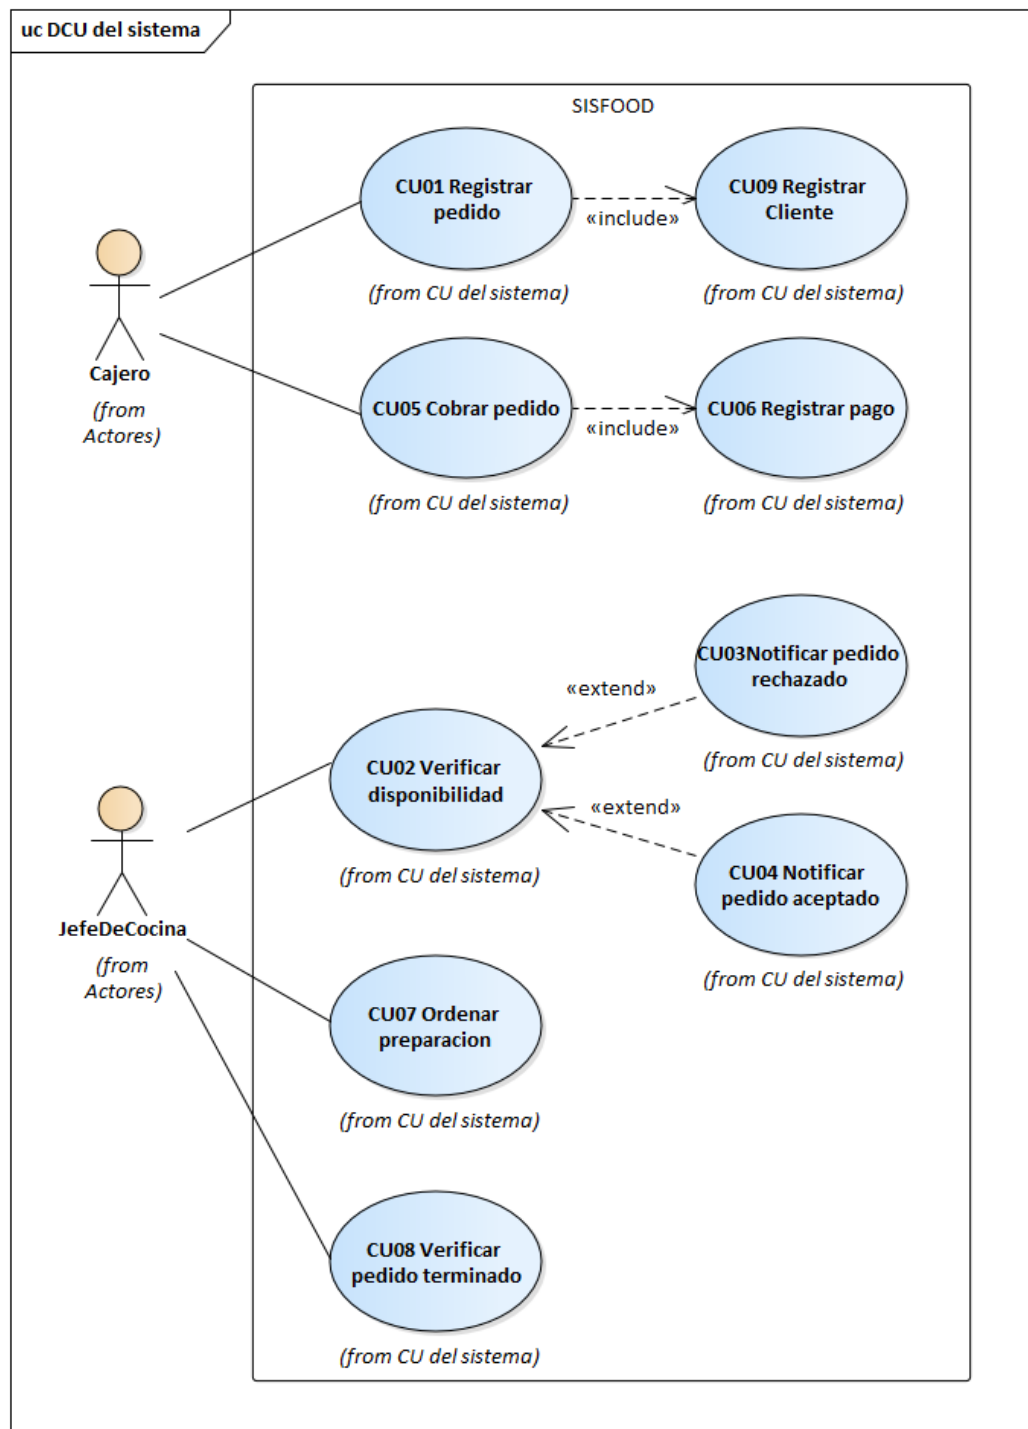 uc DCU del sistema
SISFOOD
CU01 Registrar
pedido
«include»
CU09 Registrar
Cliente
(from CU del sistema)
(from CU del sistema)
Cajero
(from
Actores)
CU05 Cobrar pedido
«include»
CU06 Registrar pago
(from CU del sistema)
(from CU del sistema)
CU03Notificar pedido
rechazado
«extend»
(from CU del sistema)
CU02 Verificar
disponibilidad
«extend»
(from CU del sistema)
CU04 Notificar
pedido aceptado
(from CU del sistema)
JefeDeCocina
(from
Actores)
CU07 Ordenar
preparacion
(from CU del sistema)
CU08 Verificar
pedido terminado
(from CU del sistema)